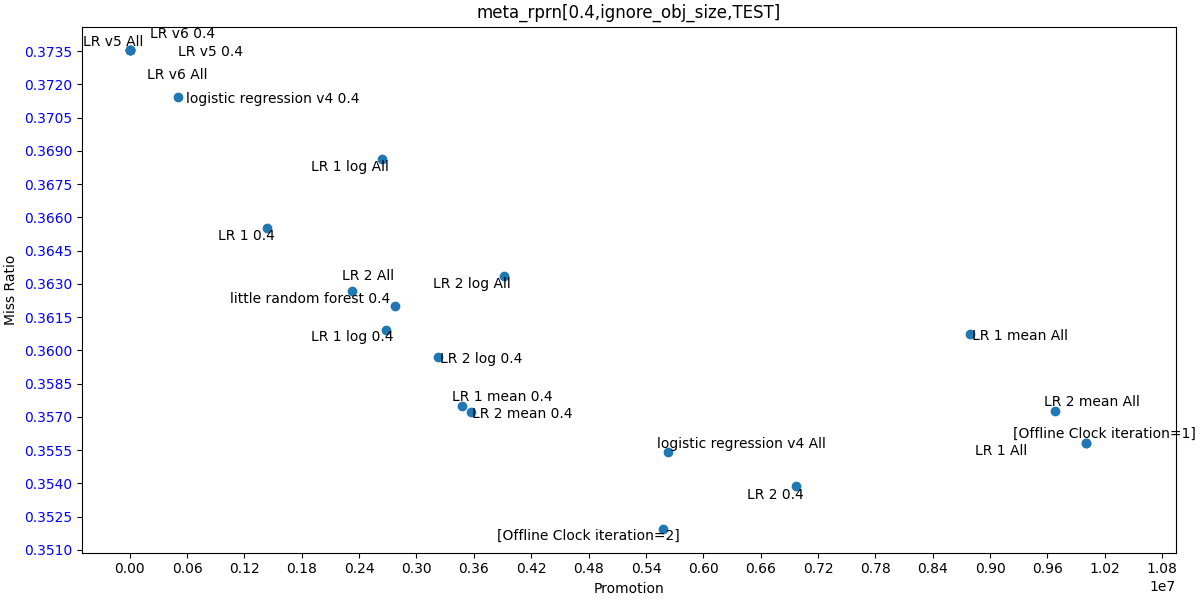 meta_rprn[0.4,ignore_obj_size,TEST]
LR v6 0.4
LR v5 All
LR v5 0.4
LR v6 All
logistic regression v4 0.4
LR 1 log All
LR 1 0.4
LR 2 All
LR 2 log All
little random forest 0.4
LR 1 log 0.4
LR 1 mean All
LR 2 log 0.4
LR 1 mean 0.4
LR 2 mean All
LR 2 mean 0.4
[Offline Clock iteration=1]
logistic regression v4 All
LR 1 All
LR 2 0.4
[Offline Clock iteration=2]
Miss Ratio
0.3735
0.3720
0.3705
0.3690
0.3675
0.3660
0.3645
0.3630
0.3615
0.3600
0.3585
0.3570
0.3555
0.3540
0.3525
0.3510
0.00 0.06 0.12 0.18 0.24 0.30 0.36 0.42 0.48 0.54 0.60 0.66 0.72 0.78 0.84 0.90 0.96 1.02 1.08
1e7
Promotion